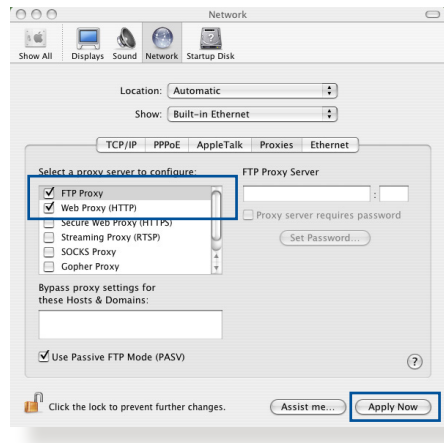 Network
Show All Displays Sound Network Startup Disk
Location: Automatic
Show: Built-in Ethernet
TCP/IP PPPoE AppleTalk Proxies Ethernet
Select a proxy server to configure: FTP Proxy Server
FTP Proxy :
Web Proxy (HTTP) Proxy server requires password
Secure Web Proxy (HTTPS)
Streaming Proxy (RTSP) Set Password...
SOCKS Proxy
Gopher Proxy
Bypass proxy settings for
these Hosts & Domains:
Use Passive FTP Mode (PASV) ?
Click the lock to prevent further changes. Assist me... Apply Now